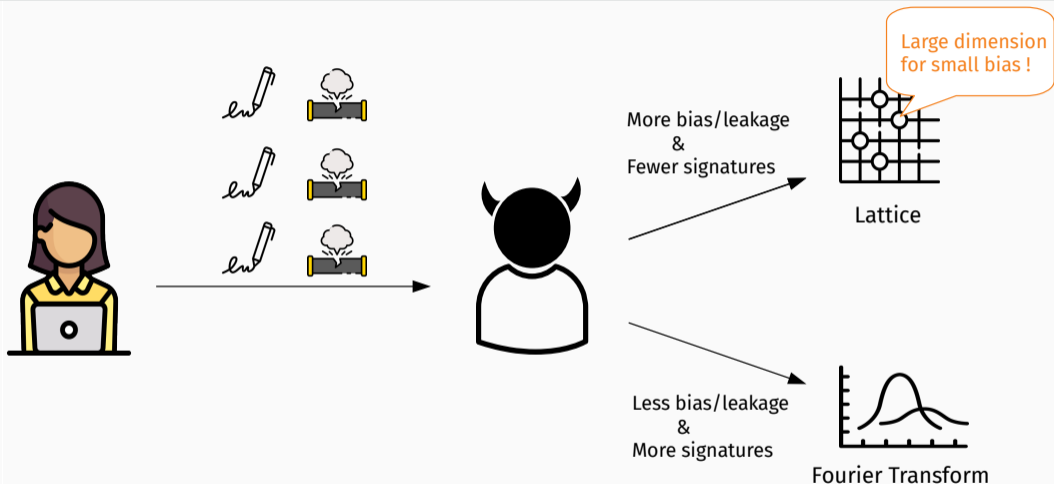 Large dimension
for small bias !
More bias/leakage
&
Fewer signatures
Lattice
Less bias/leakage
&
More signatures
Fourier Transform